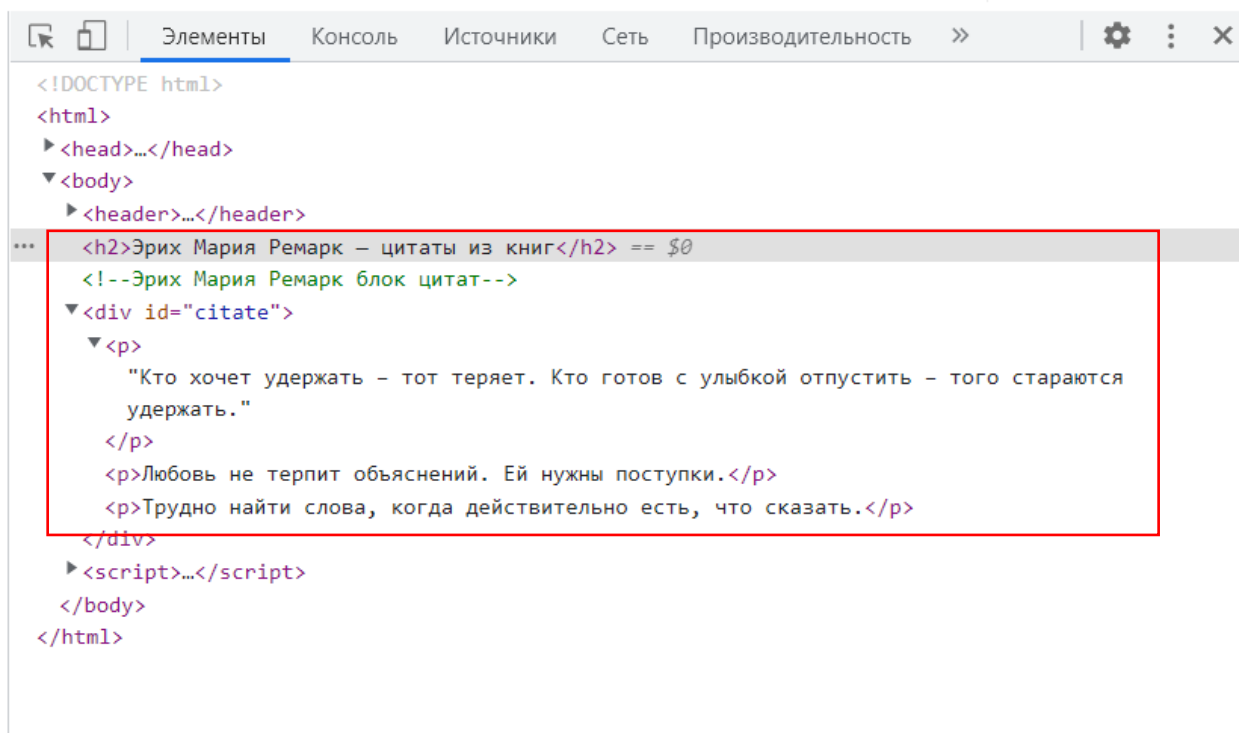 Элементы Консоль Источники Сеть Производительность »
<!DOCTYPE html>
<html>
<head>…</head>
<body>
<header>…</header>
<h2>Эрих Мария Ремарк — цитаты из книг</h2> == $0
<!--Эрих Мария Ремарк блок цитат-->
<div id="citate">
<p>
"Кто хочет удержать – тот теряет. Кто готов с улыбкой отпустить – того стараются
удержать."
</p>
<p>Любовь не терпит объяснений. Ей нужны поступки.</p>
<p>Трудно найти слова, когда действительно есть, что сказать.</p>
</div>
<script>…</script>
</body>
</html>